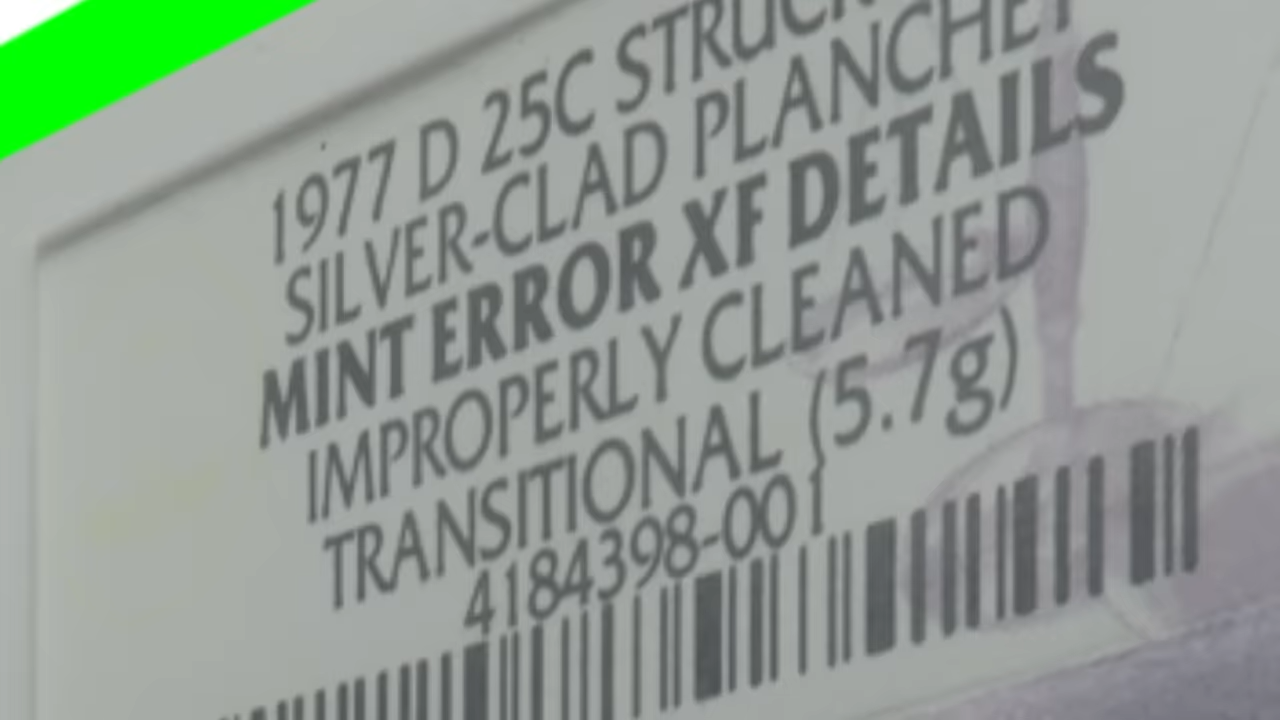 1977 D 25C STRUCK
SILVER-CLAD PLANCHET
MINT ERROR XF DETAILS
IMPROPERLY CLEANED
TRANSITIONAL (5.7g)
4184398-001